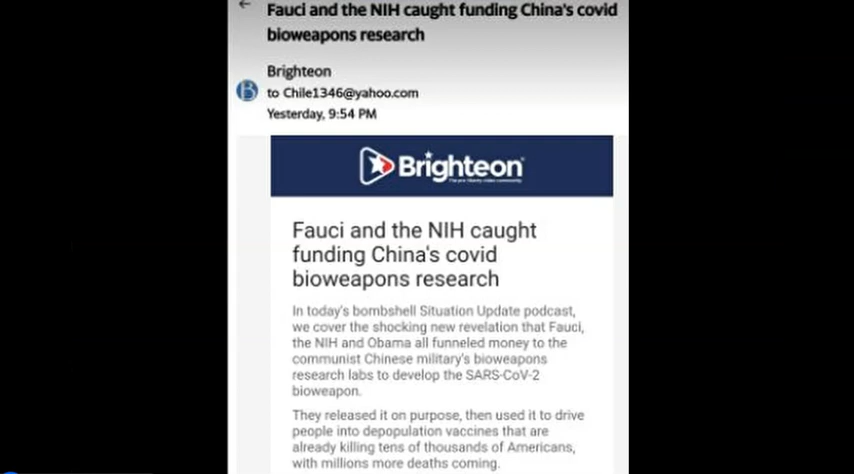 Fauci and the NIH caught funding China's covid
bioweapons research
Brighteon
to Chile1346@yahoo.com
Yesterday, 9:54 PM
Brighteon
Fauci and the NIH caught
funding China's covid
bioweapons research
In today's bombshell Situation Update podcast,
we cover the shocking new revelation that Fauci,
the NIH and Obama all funneled money to the
communist Chinese military's bioweapons
research labs to develop the SARS-CoV-2
bioweapon.
They released it on purpose, then used it to drive
people into depopulation vaccines that are
already killing tens of thousands of Americans,
with millions more deaths coming.